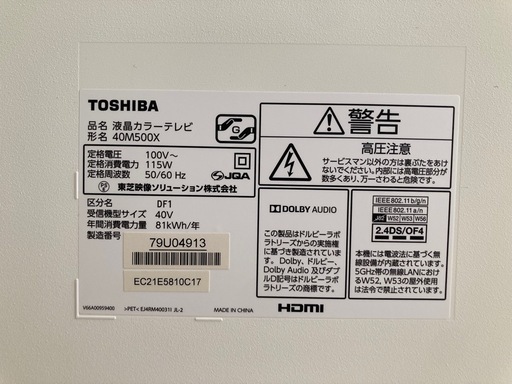 TOSHIBA
品名 液晶カラーテレビ
形名 40M500X
G
定格電圧 100V～
定格消費電力 115W
定格周波数 50/60 Hz
PS
E
JQA
東芝映像ソリューション株式会社
区分名 DF1
受信機型サイズ 40V
年間消費電力量 81kWh/年
製造番号
79U04913
EC21E5810C17
V66A00959400 >PET< EJ4RM400311 JL-2 MADE IN CHINA
警告
高圧注意
サービスマン以外の方は裏ぶたをあけ
ないでください。内部には高電圧部分が
数多くあり、万一さわると危険です。
DOLBY AUDIO
この製品はドルビーラボ
ラトリーズからの実施権
に基づき製造されていま
す。Dolby、ドルビー、
Dolby Audio 及びダブ
ルD記号はドルビーラボ
ラトリーズの商標です。
HDMI
IEEE802.11b/g/n
IEEE802.11a/n
J52 W52 W53 W56
2.4DS/OF4
本機には電波法に基づく無
線設備が内蔵されています。
5GHz帯の無線LANにおけ
るW52、W53の屋外使用
は法令で禁止されています。